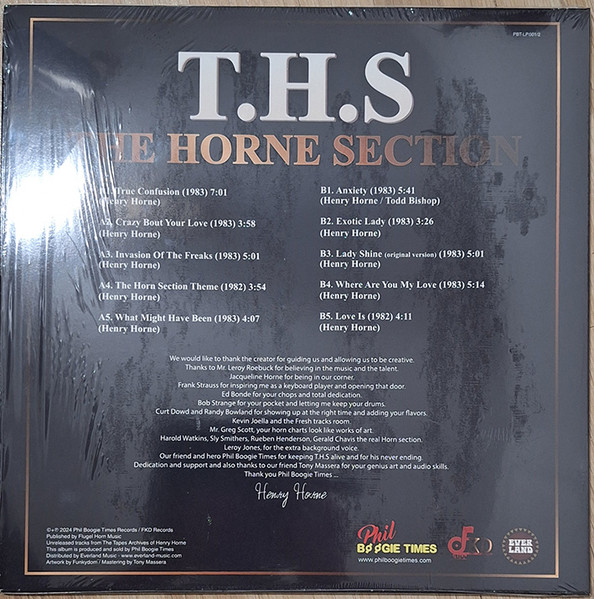 PBT-LP001-2
T.H.S
THE HORNE SECTION
A1. True Confusion (1983) 7:01
(Henry Horne)
A2. Crazy Bout Your Love (1983) 3:58
(Henry Horne)
A3. Invasion Of The Freaks (1983) 5:01
(Henry Horne)
A4. The Horn Section Theme (1982) 3:54
(Henry Horne)
A5. What Might Have Been (1983) 4:07
(Henry Horne)
B1. Anxiety (1983) 5:41
(Henry Horne / Todd Bishop)
B2. Exotic Lady (1983) 3:26
(Henry Horne)
B3. Lady Shine (original version) (1983) 5:01
(Henry Horne)
B4. Where Are You My Love (1983) 5:14
(Henry Horne)
B5. Love Is (1982) 4:11
(Henry Horne)
We would like to thank the creator for guiding us and allowing us to be creative.
Thanks to Mr. Leroy Roebuck for believing in the music and the talent.
Jacqueline Horne for being in our corner.
Frank Strauss for inspiring me as a keyboard player and opening that door.
Ed Bonde for your chops and total dedication.
Bob Strange for your pocket and letting me keep your drums.
Curt Dowd and Randy Bowland for showing up at the right time and adding your flavors.
Kevin Joella and the Fresh tracks room.
Mr. Greg Scott, your horn charts look like works of art.
Harold Watkins, Sly Smithers, Rueben Henderson, Gerald Chavis the real Horn section.
Leroy Jones, for the extra background voice.
Our friend and hero Phil Boogie Times for keeping T.H.S alive and for his never ending.
Dedication and support and also thanks to our friend Tony Massera for your genius art and audio skills.
Thank you Phil Boogie Times ...
Henry Horne
©+℗ 2024 Phil Boogie Times Records / FKD Records
Published by Flugel Horn Music
Unreleased tracks from The Tapes Archives of Henry Horne
This album is produced and sold by Phil Boogie Times
Distributed by Everland Music - www.everland-music.com
Artwork by Funkydom / Mastering by Tony Massera
Phil
BOOGIE TIMES
www.philboogietimes.com
FKD
EVER
LAND